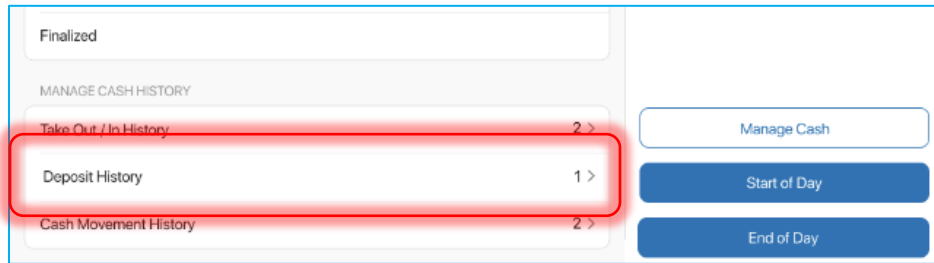 Finalized
MANAGE CASH HISTORY
Take Out / In History 2 >
Deposit History 1 >
Cash Movement History 2 >
Manage Cash
Start of Day
End of Day